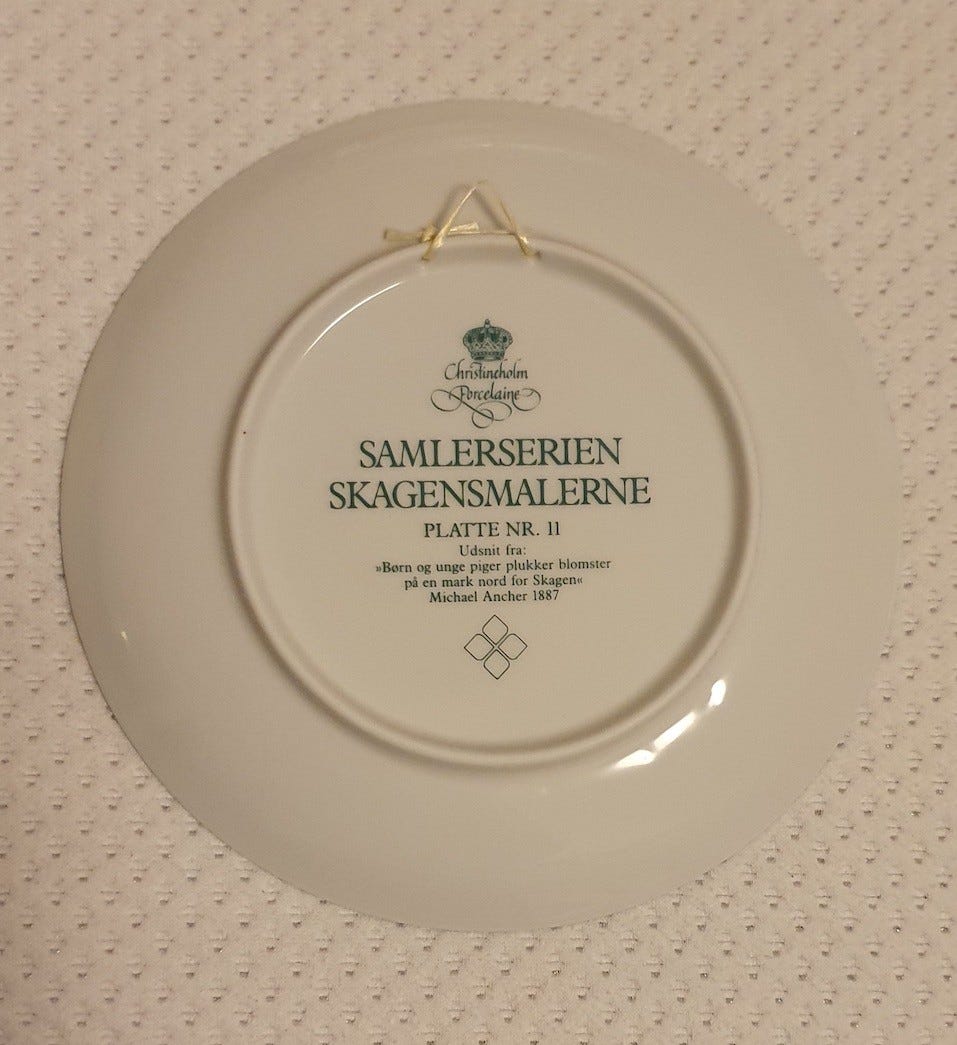 Christineholm
Porcelaine
SAMLERSERIEN
SKAGENSMALERNE
PLATTE NR. 11
Udsnit fra:
»Børn og unge piger plukker blomster
på en mark nord for Skagen«
Michael Ancher 1887